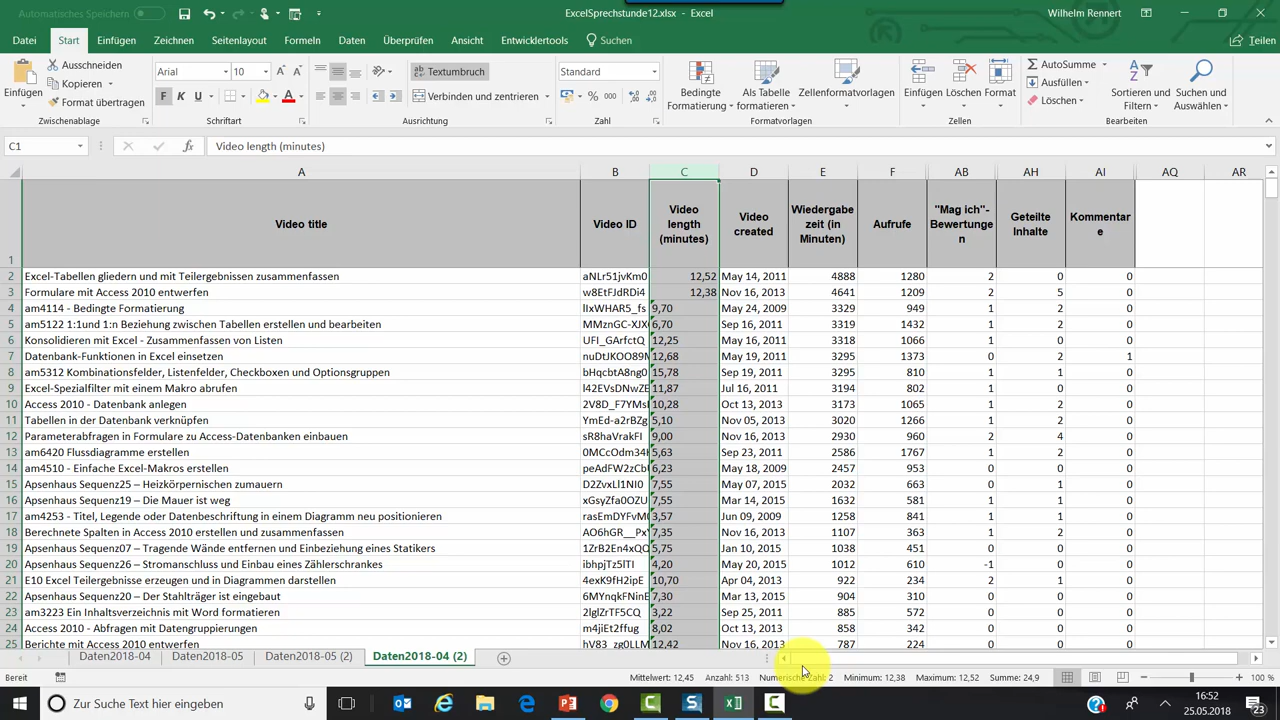 Automatisches Speichern
ExcelSprechstunde12.xlsx - Excel
Wilhelm Rennert
Datei Start Einfügen Zeichnen Seitenlayout Formeln Daten Überprüfen Ansicht Entwicklertools Suchen Teilen
Einfügen Ausschneiden
Kopieren
Format übertragen
Arial 10
F K U
Textumbruch
Verbinden und zentrieren
Standard
% 000
Bedingte Formatierung
Als Tabelle formatieren
Zellenformatvorlagen
Einfügen Löschen Format
AutoSumme
Ausfüllen
Löschen
Sortieren und Filtern
Suchen und Auswählen
Zwischenablage Schriftart Ausrichtung Zahl Formatvorlagen Zellen Bearbeiten
C1 fx Video length (minutes)
A B C D E F AB AH AI AQ AR
1 Video title Video ID Video length (minutes) Video created Wiedergabe zeit (in Minuten) Aufrufe "Mag ich"- Bewertunge n Geteilte Inhalte Kommentar e
2 Excel-Tabellen gliedern und mit Teilergebnissen zusammenfassen aNLr51jvKm0 12,52 May 14, 2011 4888 1280 2 0 0
3 Formulare mit Access 2010 entwerfen w8EtFJdRDi4 12,38 Nov 16, 2013 4641 1209 2 5 0
4 am4114 - Bedingte Formatierung lIxWHAR5_fs 9,70 May 24, 2009 3329 949 1 2 0
5 am5122 1:1und 1:n Beziehung zwischen Tabellen erstellen und bearbeiten MMznGC-XJX 6,70 Sep 16, 2011 3319 1432 1 2 0
6 Konsolidieren mit Excel - Zusammenfassen von Listen UFI_GArfctQ 12,25 May 16, 2011 3318 1066 1 2 0
7 Datenbank-Funktionen in Excel einsetzen nuDtJKOO89M 12,68 May 19, 2011 3295 1373 0 2 1
8 am5312 Kombinationsfelder, Listenfelder, Checkboxen und Optionsgruppen bHqcbtA8ng0 15,78 Sep 19, 2011 3295 810 1 1 0
9 Excel-Spezialfilter mit einem Makro abrufen l42EVsDNwZE 11,87 Jul 16, 2011 3194 802 1 0 0
10 Access 2010 - Datenbank anlegen 2V8D_F7YMs 10,28 Oct 13, 2013 3173 1065 1 2 0
11 Tabellen in der Datenbank verknüpfen YmEd-a2rBZg 5,10 Nov 05, 2013 3020 1266 1 2 0
12 Parameterabfragen in Formulare zu Access-Datenbanken einbauen sR8haVrakFI 9,00 Nov 16, 2013 2930 960 2 4 0
13 am6420 Flussdiagramme erstellen 0MCcOdm34 5,63 Sep 23, 2011 2586 1767 1 2 0
14 am4510 - Einfache Excel-Makros erstellen peAdFW2zCb 6,23 May 18, 2009 2457 953 0 0 0
15 Apsenhaus Sequenz25 – Heizkörpernischen zumauern D2ZvxLl1NI0 7,55 May 07, 2015 2032 663 0 1 0
16 Apsenhaus Sequenz19 – Die Mauer ist weg xGsyZfa0OZU 7,55 Mar 14, 2015 1632 581 1 1 0
17 am4253 - Titel, Legende oder Datenbeschriftung in einem Diagramm neu positionieren rasEmDYFvM 3,57 Jun 09, 2009 1258 841 1 1 0
18 Berechnete Spalten in Access 2010 erstellen und zusammenfassen AO6hGR__PxY 7,35 Nov 16, 2013 1107 363 1 2 0
19 Apsenhaus Sequenz07 – Tragende Wände entfernen und Einbeziehung eines Statikers 1ZrB2En4xQ 5,75 Jan 10, 2015 1038 451 0 0 0
20 Apsenhaus Sequenz26 – Stromanschluss und Einbau eines Zählerschrankes ibhpjTz5lTI 4,20 May 20, 2015 1012 610 -1 0 0
21 E10 Excel Teilergebnisse erzeugen und in Diagrammen darstellen 4exK9fH2ipE 10,70 Apr 04, 2013 922 234 2 1 0
22 Apsenhaus Sequenz20 – Der Stahlträger ist eingebaut 6MYnqkFinEM 7,30 Mar 13, 2015 904 310 0 0 0
23 am3223 Ein Inhaltsverzeichnis mit Word formatieren 2lglZrTF5CQ 3,22 Sep 25, 2011 885 572 0 0 0
24 Access 2010 - Abfragen mit Datengruppierungen m4jiEt2ffug 8,02 Oct 13, 2013 858 342 0 0 0
25 Berichte mit Access 2010 entwerfen hV83_zg0LLM 12,42 Nov 16, 2013 787 244 0 0 0
Daten2018-04 Daten2018-05 Daten2018-05 (2) Daten2018-04 (2)
Bereit Mittelwert: 12,45 Anzahl: 513 Numerische Zahl: 2 Minimum: 12,38 Maximum: 12,52 Summe: 24,9 100 %
Zur Suche Text hier eingeben
16:52
25.05.2018
23